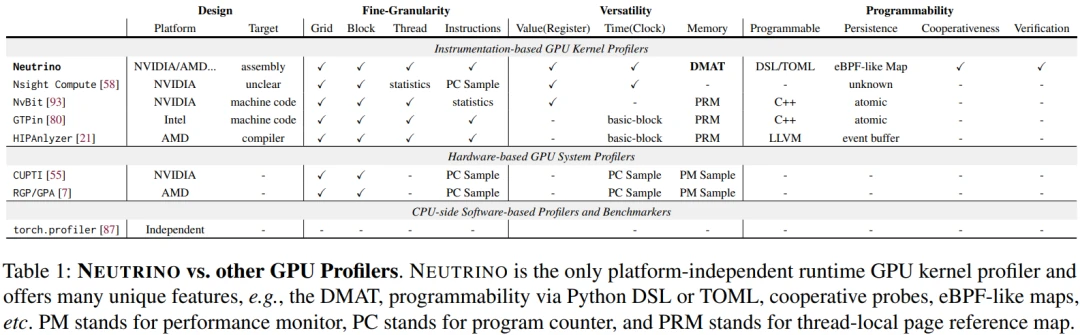 Design Fine-Granularity Versatility Programmability
Platform Target Grid Block Thread Instructions Value(Register) Time(Clock) Memory Programmable Persistence Cooperativeness Verification
Instrumentation-based GPU Kernel Profilers
Neutrino NVIDIA/AMD... assembly ✓ ✓ ✓ ✓ ✓ ✓ DMAT DSL/TOML eBPF-like Map ✓ ✓
Nsight Compute [58] NVIDIA unclear ✓ ✓ statistics PC Sample ✓ ✓ - - unknown - -
NvBit [93] NVIDIA machine code ✓ ✓ ✓ statistics ✓ - PRM C++ atomic - -
GTPin [80] Intel machine code ✓ ✓ ✓ ✓ - basic-block PRM C++ atomic - -
HIPAnlyzer [21] AMD compiler ✓ ✓ ✓ ✓ - basic-block PRM LLVM event buffer - -
Hardware-based GPU System Profilers
CUPTI [55] NVIDIA - ✓ ✓ - PC Sample - PC Sample PM Sample - - - -
RGP/GPA [7] AMD - ✓ ✓ - PC Sample - PC Sample PM Sample - - - -
CPU-side Software-based Profilers and Benchmarks
torch.profiler [87] Independent - - - - - - - - - - - -
Table 1: NEUTRINO vs. other GPU Profilers. NEUTRINO is the only platform-independent runtime GPU kernel profiler and
offers many unique features, e.g., the DMAT, programmability via Python DSL or TOML, cooperative probes, eBPF-like maps,
etc. PM stands for performance monitor, PC stands for program counter, and PRM stands for thread-local page reference map.